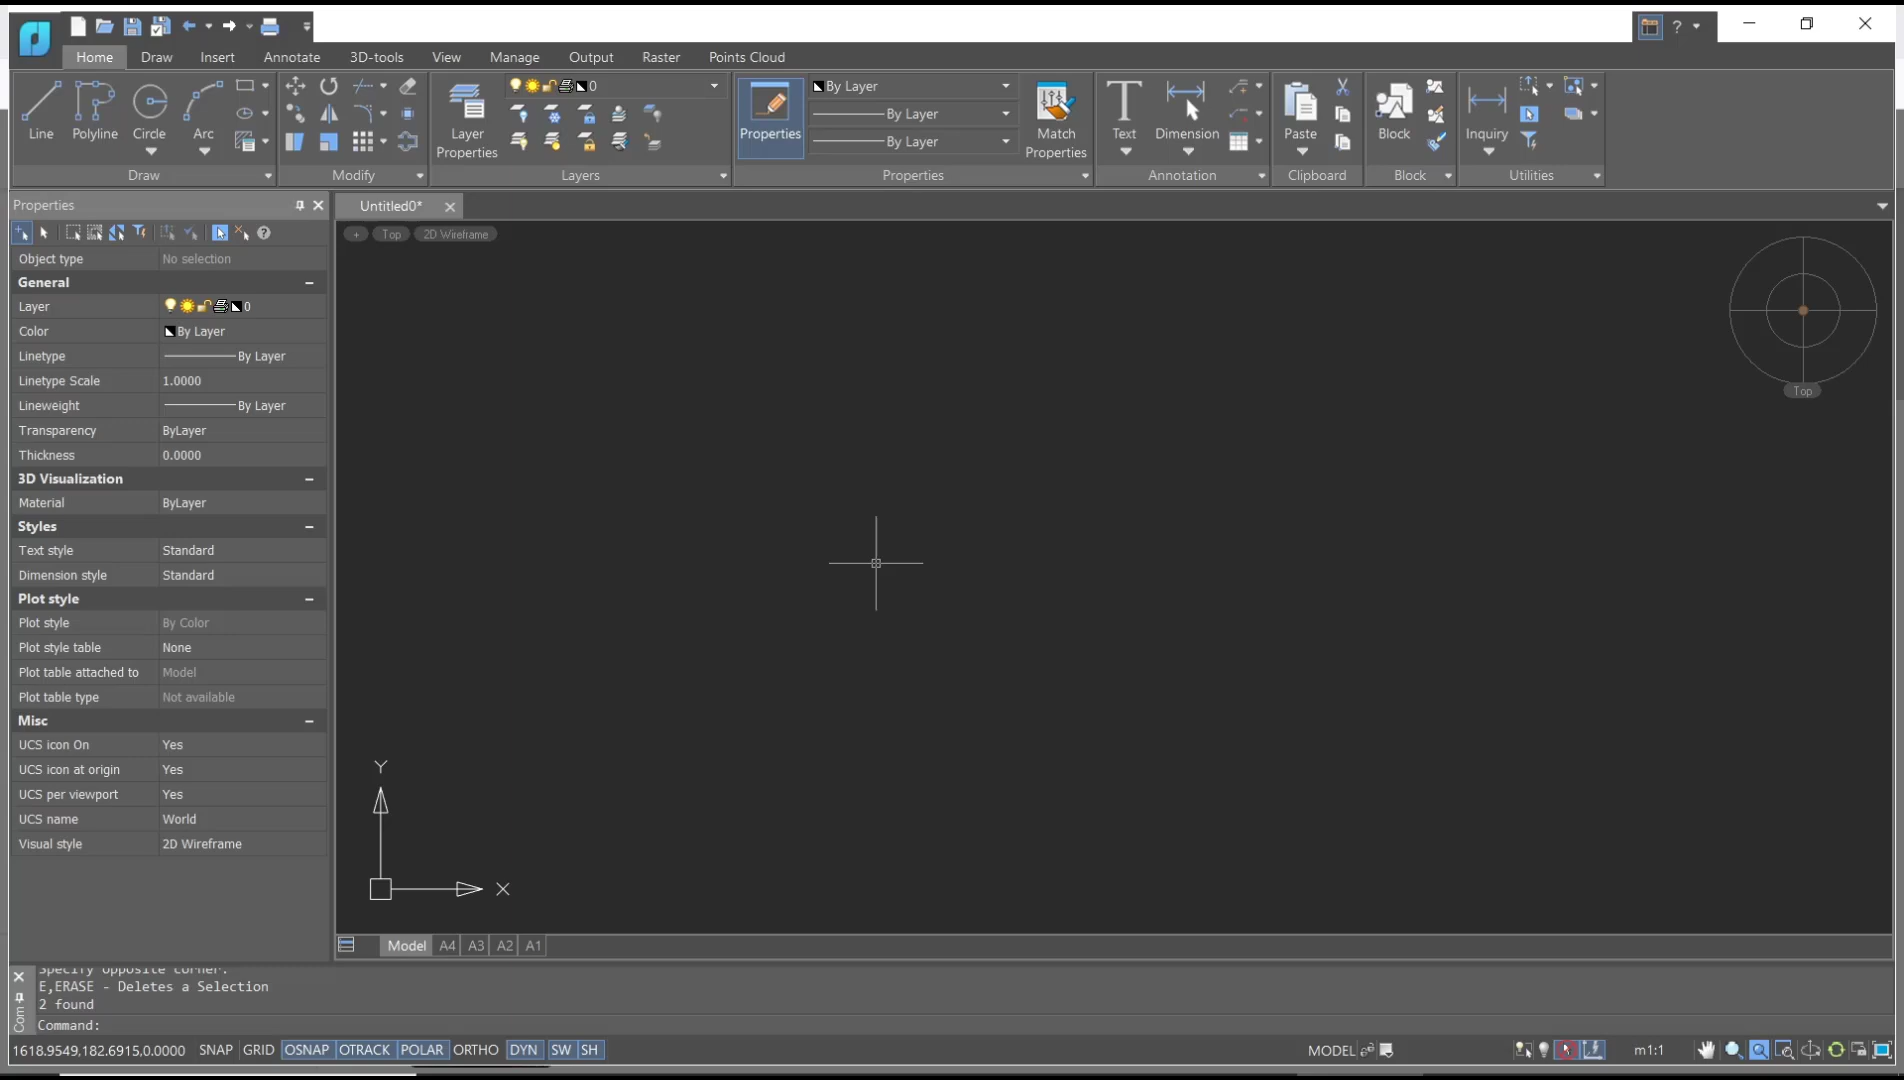 ?
Home Draw Insert Annotate 3D-tools View Manage Output Raster Points Cloud
0
By Layer
By Layer
By Layer
Line Polyline Circle Arc
Layer Properties
Properties
Match Properties
Text Dimension Paste Block Inquiry
Draw Modify Layers Properties Annotation Clipboard Block Utilities
Properties
Untitled0*
+ Top 2D Wireframe
Object type No selection
General
Layer 0
Color By Layer
Linetype By Layer
Linetype Scale 1.0000
Lineweight By Layer
Transparency ByLayer
Thickness 0.0000
3D Visualization
Material ByLayer
Styles
Text style Standard
Dimension style Standard
Plot style
Plot style By Color
Plot style table None
Plot table attached to Model
Plot table type Not available
Misc
UCS icon On Yes
UCS icon at origin Yes
UCS per viewport Yes
UCS name World
Visual style 2D Wireframe
Top
Y
X
Model A4 A3 A2 A1
Specify opposite corner:
E,ERASE - Deletes a Selection
2 found
Command:
Com
1618.9549,182.6915,0.0000 SNAP GRID OSNAP OTRACK POLAR ORTHO DYN SW SH MODEL m1:1